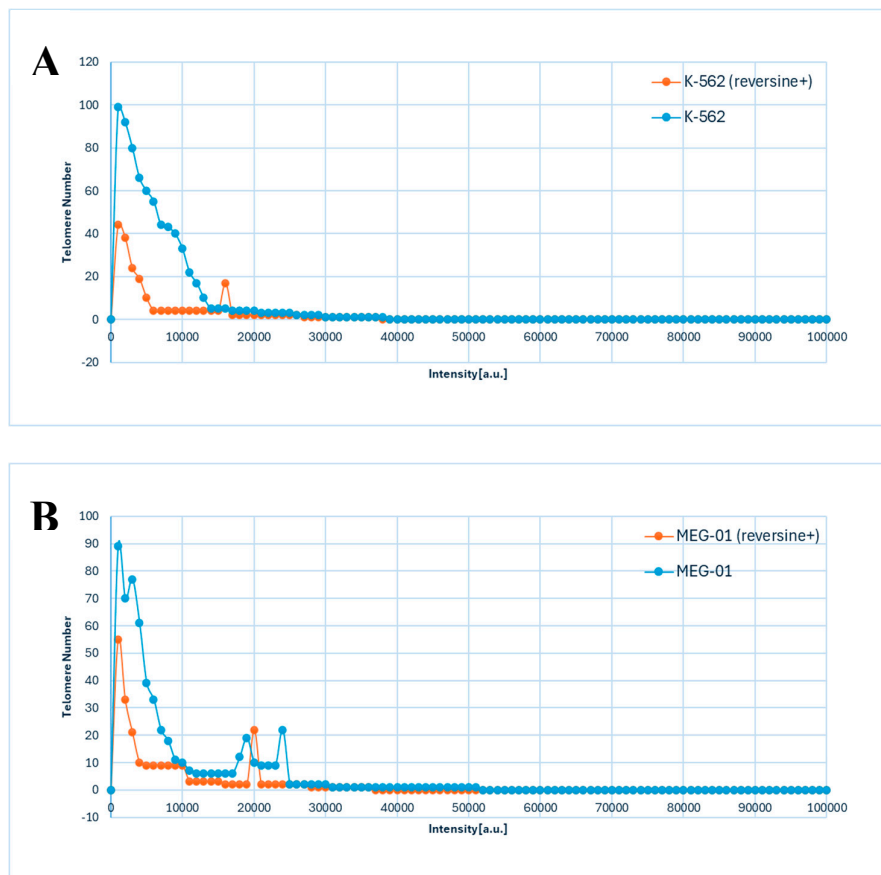 A
120
100
80
60
40
20
0
-20
Telomere Number
K-562 (reversine+)
K-562
0 10000 20000 30000 40000 50000 60000 70000 80000 90000 100000
Intensity[a.u.]
B
100
90
80
70
60
50
40
30
20
10
0
-10
Telomere Number
MEG-01 (reversine+)
MEG-01
0 10000 20000 30000 40000 50000 60000 70000 80000 90000 100000
Intensity[a.u.]